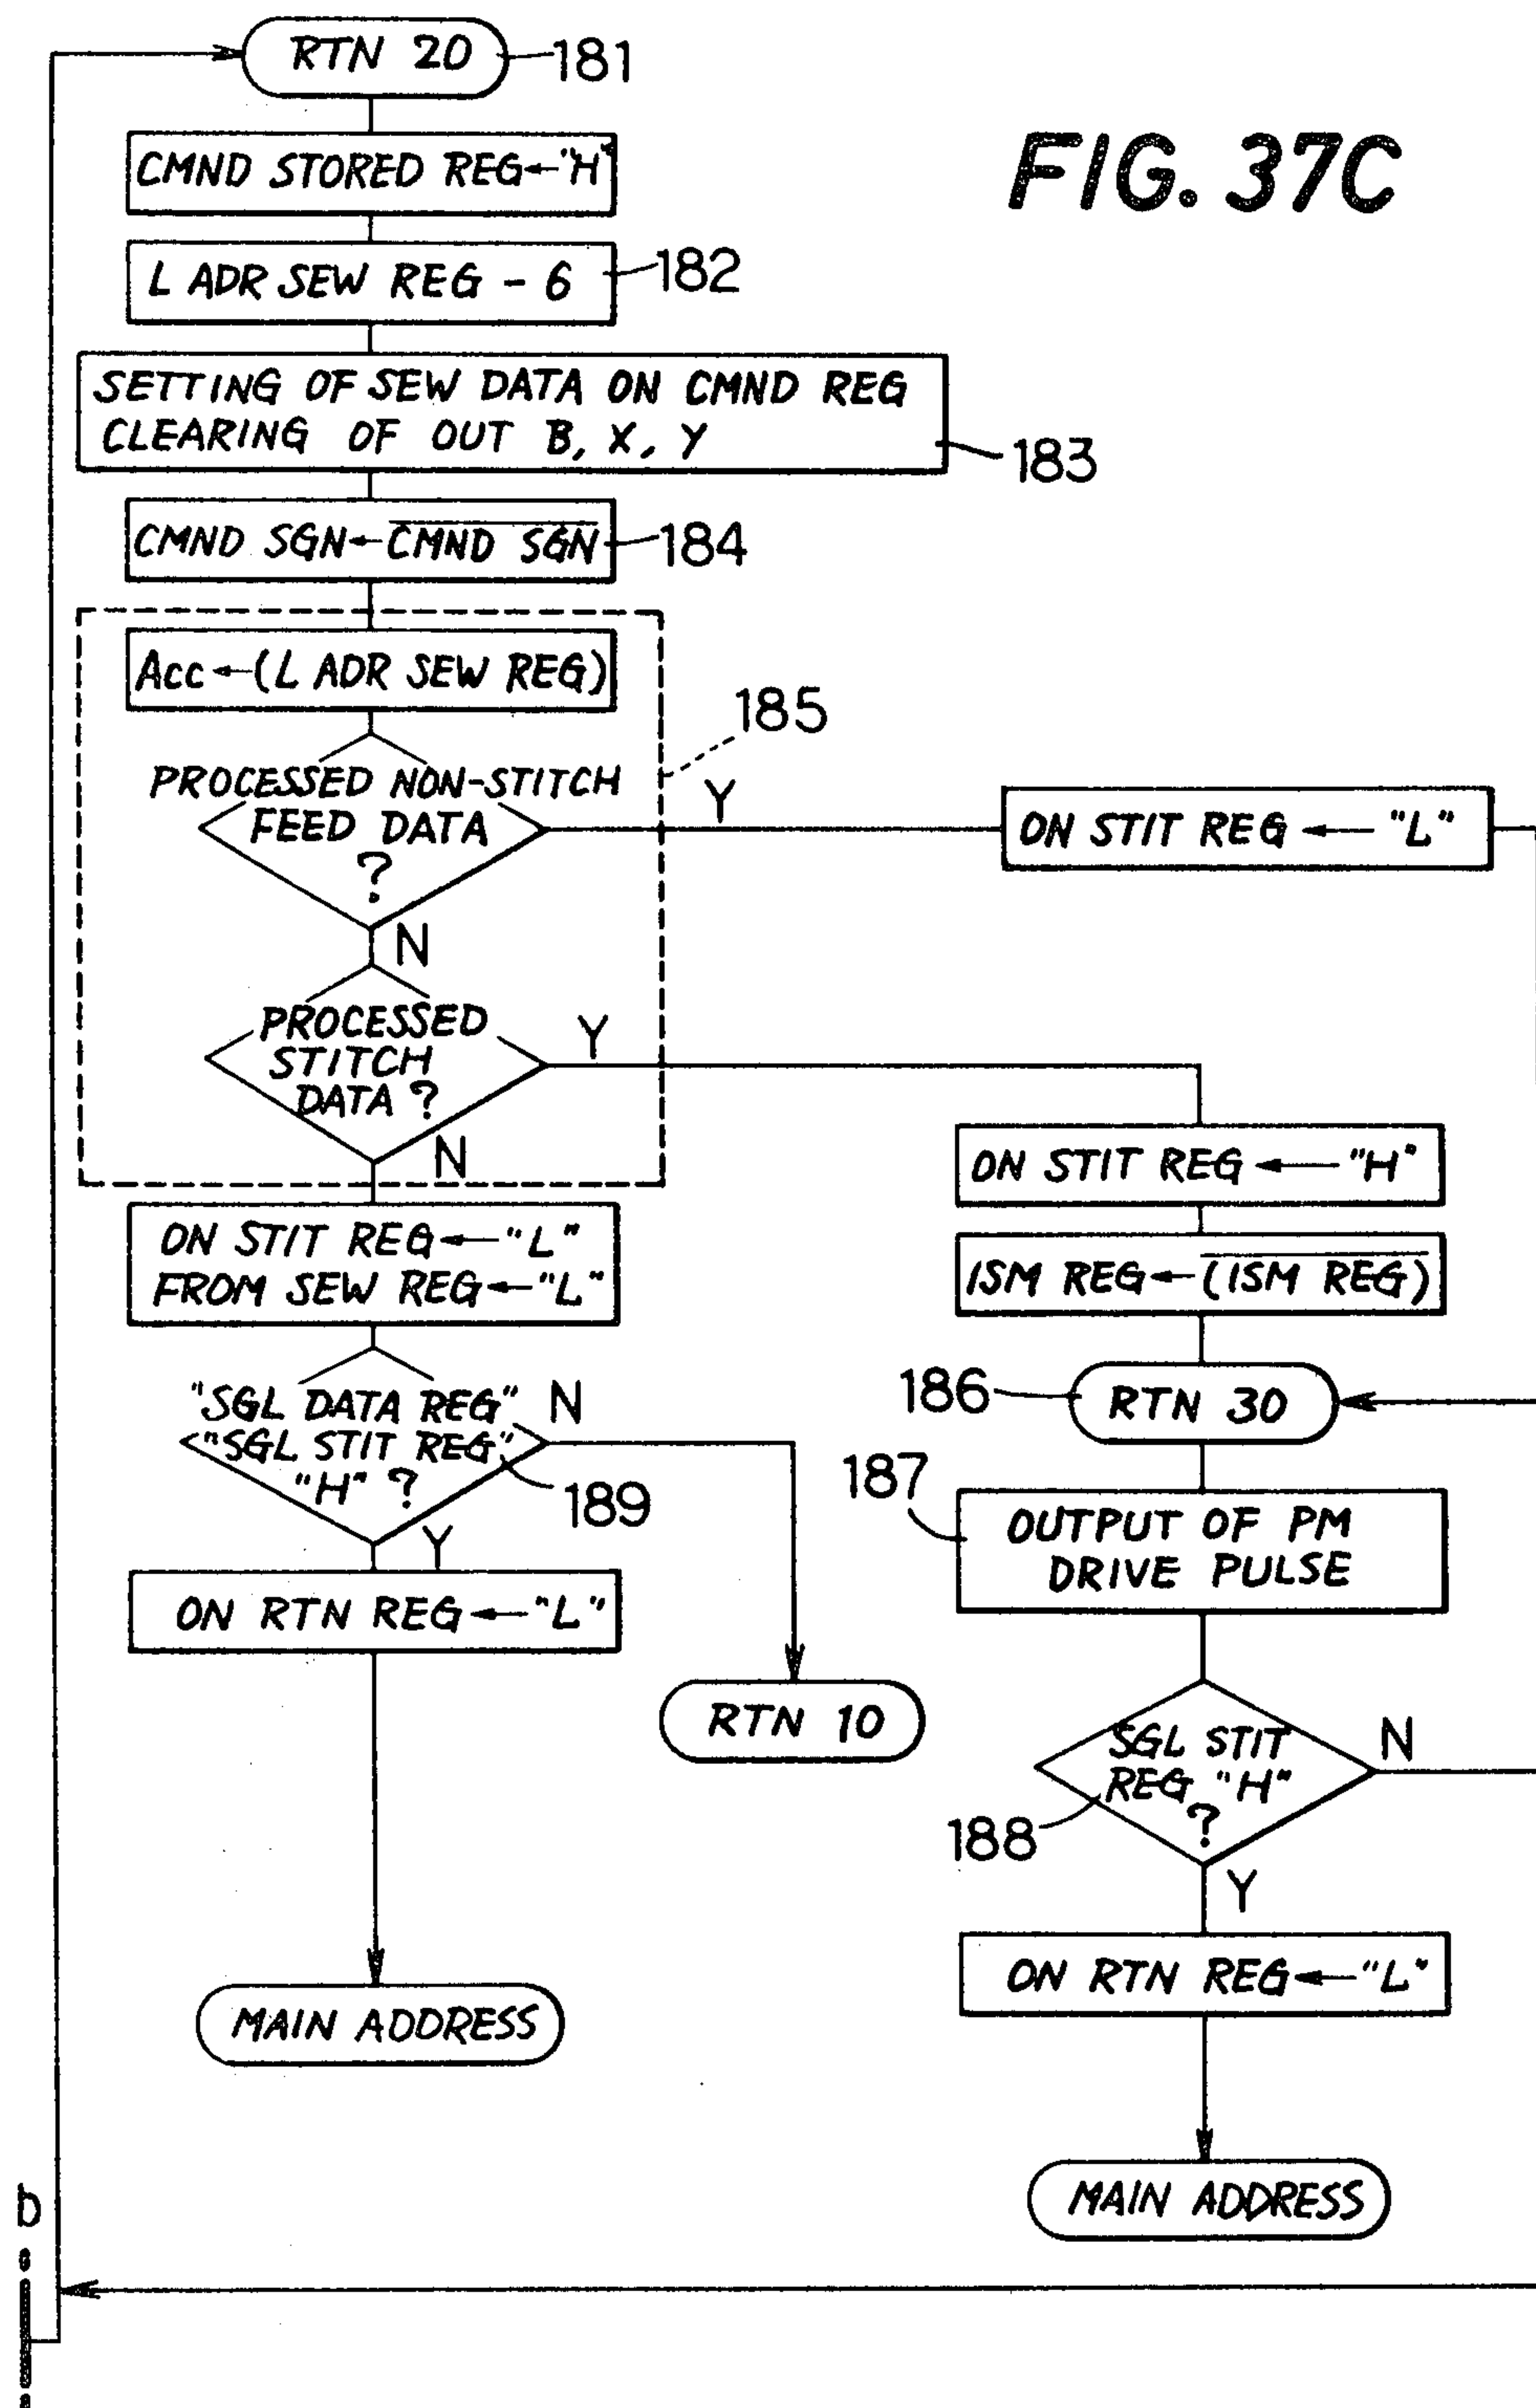 RTN 20
181
FIG. 37C
CMND STORED REG←"H"
L ADR SEW REG - 6
182
SETTING OF SEW DATA ON CMND REG
CLEARING OF OUT B, X, Y
183
CMND SGN←C̅M̅N̅D̅ ̅S̅G̅N̅
184
Acc←(L ADR SEW REG)
185
PROCESSED NON-STITCH
FEED DATA
?
Y
ON STIT REG ← "L"
N
PROCESSED
STITCH
DATA ?
Y
N
ON STIT REG ← "H"
ISM REG←(̅I̅S̅M̅ ̅R̅E̅G̅)̅
ON STIT REG←"L"
FROM SEW REG←"L"
186
RTN 30
"SGL DATA REG"
"SGL STIT REG"
"H" ?
N
189
Y
187
OUTPUT OF PM
DRIVE PULSE
ON RTN REG←"L"
RTN 10
SGL STIT
REG "H"
?
N
188
Y
ON RTN REG←"L"
MAIN ADDRESS
MAIN ADDRESS
b